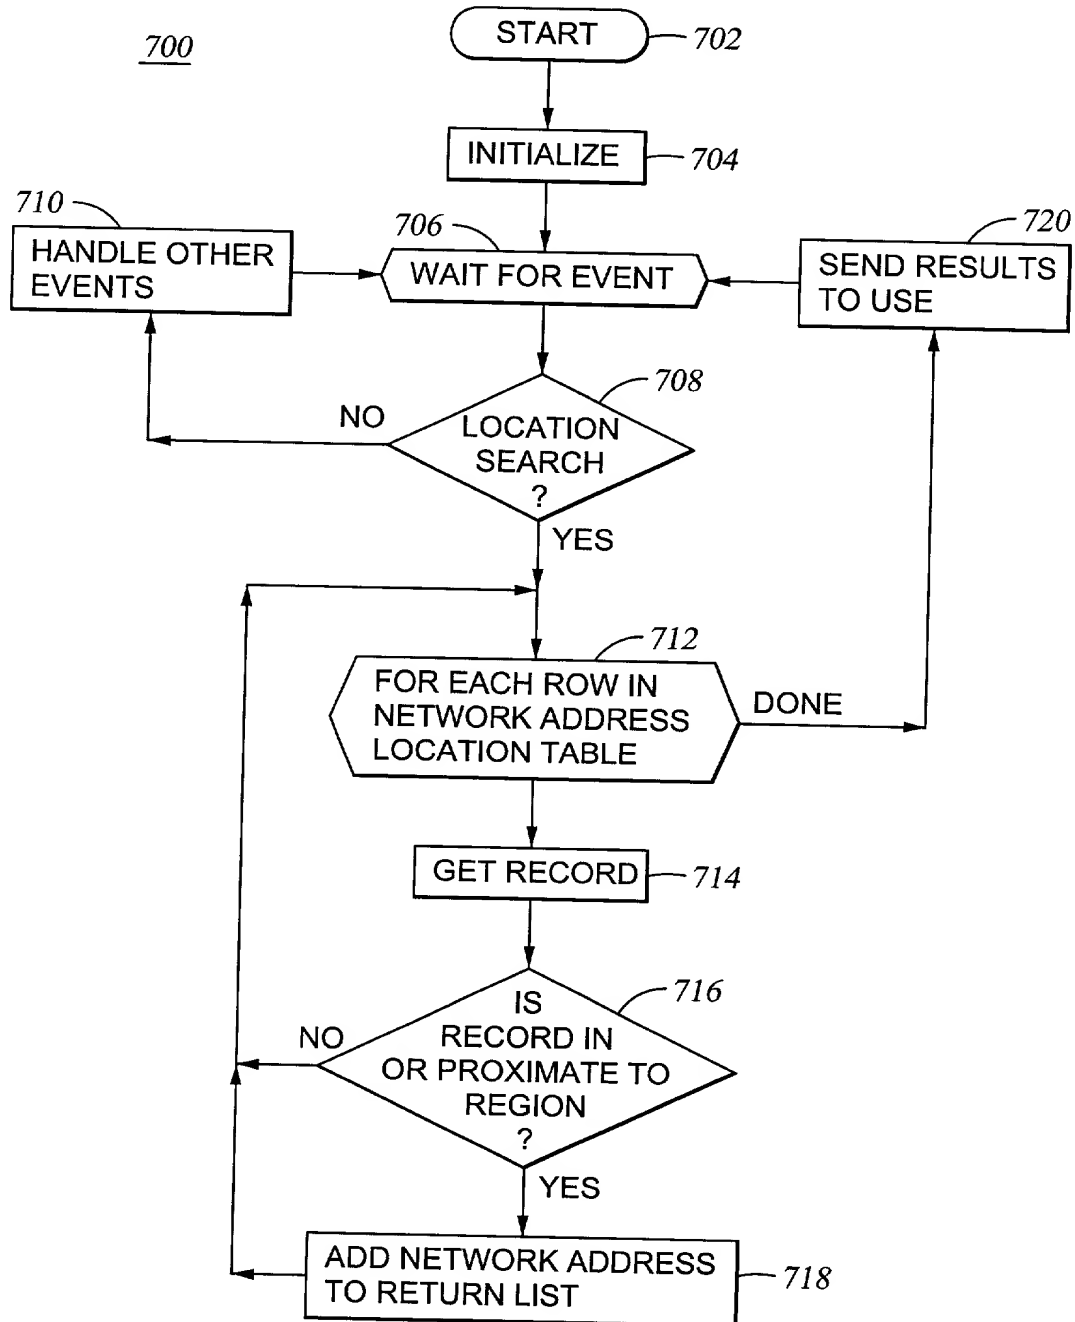 700
START
702
INITIALIZE
704
710
HANDLE OTHER
EVENTS
706
WAIT FOR EVENT
720
SEND RESULTS
TO USE
708
NO
LOCATION
SEARCH
?
YES
712
FOR EACH ROW IN
NETWORK ADDRESS
LOCATION TABLE
DONE
GET RECORD
714
716
IS
RECORD IN
OR PROXIMATE TO
REGION
?
NO
YES
ADD NETWORK ADDRESS
TO RETURN LIST
718